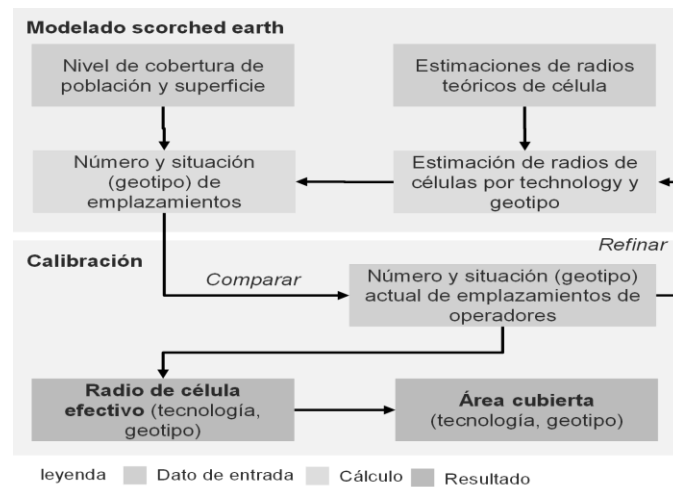 Modelado scorched earth
Nivel de cobertura de
población y superficie
Estimaciones de radios
teóricos de célula
Número y situación
(geotipo) de
emplazamientos
Estimación de radios de
células por technology y
geotipo
Refinar
Calibración
Comparar
Número y situación (geotipo)
actual de emplazamientos de
operadores
Radio de célula
efectivo (tecnología,
geotipo)
Área cubierta
(tecnología, geotipo)
leyenda Dato de entrada Cálculo Resultado